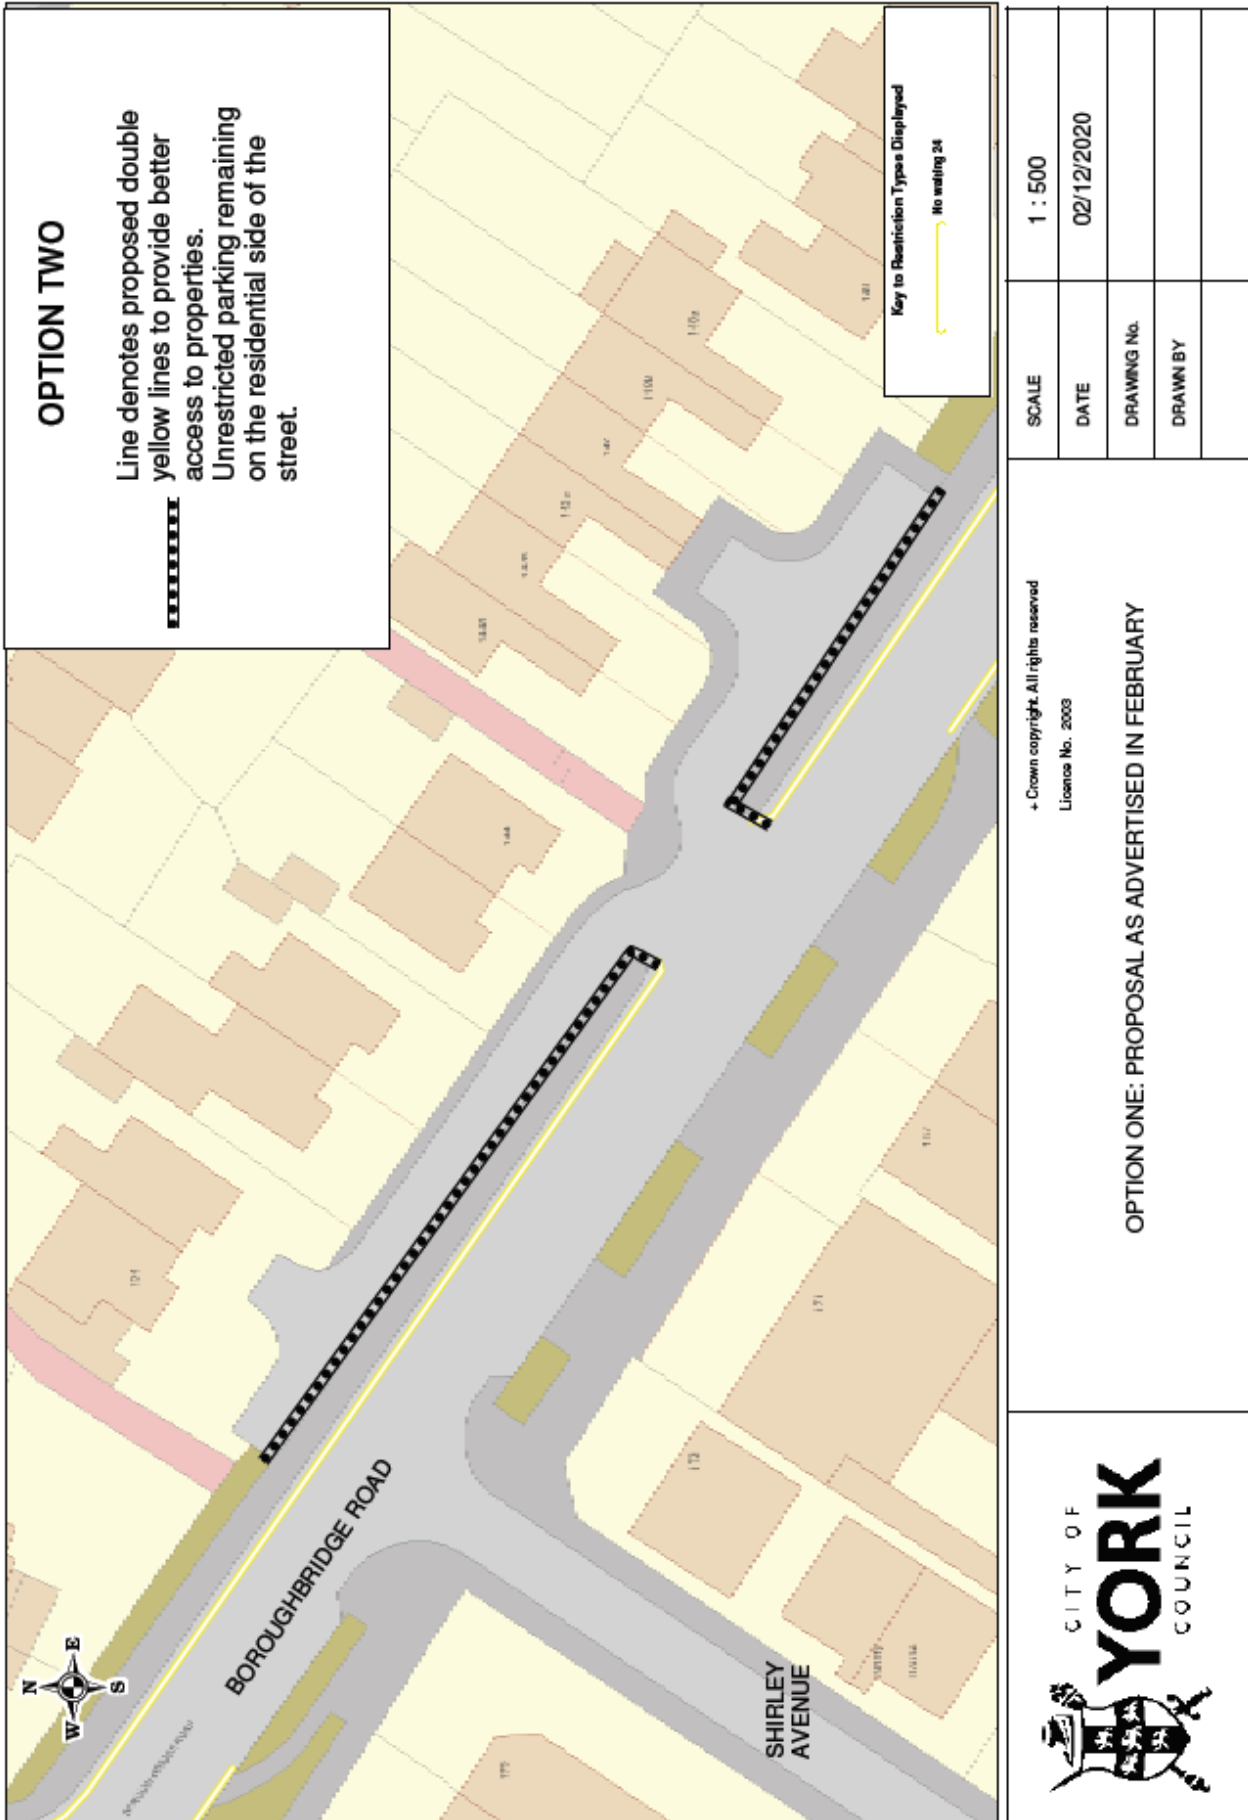 OPTION TWO
Line denotes proposed double
yellow lines to provide better
access to properties.
Unrestricted parking remaining
on the residential side of the
street.
Key to Restriction Types Displayed
No waiting 24
N
E
S
W
BOROUGHBRIDGE ROAD
SHIRLEY
AVENUE
144
171
173
CITY OF
YORK
COUNCIL
+ Crown copyright. All rights reserved
Licence No. 2003
OPTION ONE: PROPOSAL AS ADVERTISED IN FEBRUARY
SCALE
1 : 500
DATE
02/12/2020
DRAWING No.
DRAWN BY